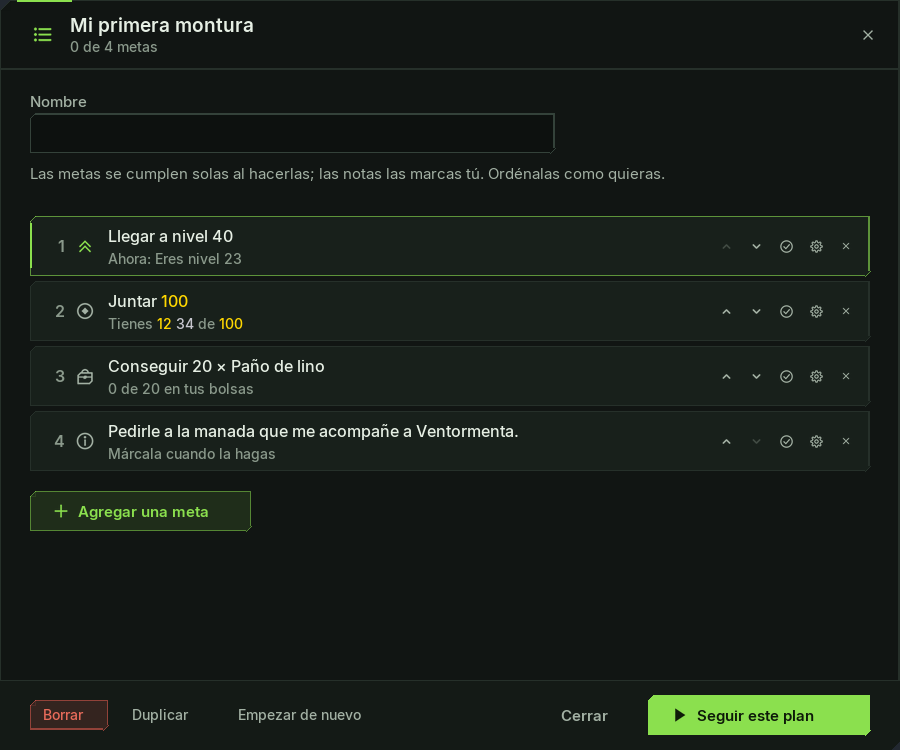 Mi primera montura
0 de 4 metas
Nombre
Las metas se cumplen solas al hacerlas; las notas las marcas tú. Ordénalas como quieras.
1 Llegar a nivel 40
Ahora: Eres nivel 23
2 Juntar 100
Tienes 12 34 de 100
3 Conseguir 20 × Paño de lino
0 de 20 en tus bolsas
4 Pedirle a la manada que me acompañe a Ventormenta.
Márcala cuando la hagas
Agregar una meta
Borrar Duplicar Empezar de nuevo Cerrar Seguir este plan